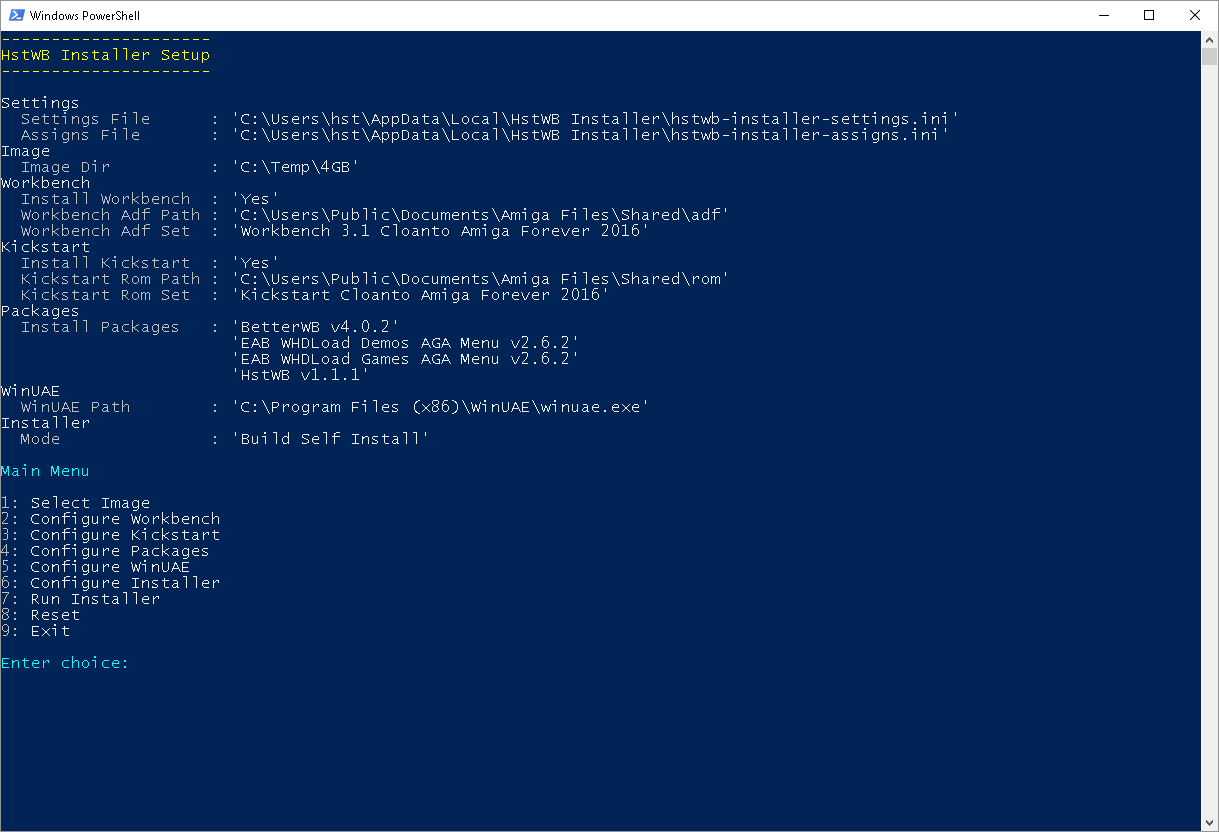 Windows PowerShell
---------------------
HstWB Installer Setup
---------------------
Settings
  Settings File      : 'C:\Users\hst\AppData\Local\HstWB Installer\hstwb-installer-settings.ini'
  Assigns File       : 'C:\Users\hst\AppData\Local\HstWB Installer\hstwb-installer-assigns.ini'
Image
  Image Dir          : 'C:\Temp\4GB'
Workbench
  Install Workbench  : 'Yes'
  Workbench Adf Path : 'C:\Users\Public\Documents\Amiga Files\Shared\adf'
  Workbench Adf Set  : 'Workbench 3.1 Cloanto Amiga Forever 2016'
Kickstart
  Install Kickstart  : 'Yes'
  Kickstart Rom Path : 'C:\Users\Public\Documents\Amiga Files\Shared\rom'
  Kickstart Rom Set  : 'Kickstart Cloanto Amiga Forever 2016'
Packages
  Install Packages   : 'BetterWB v4.0.2'
                       'EAB WHDLoad Demos AGA Menu v2.6.2'
                       'EAB WHDLoad Games AGA Menu v2.6.2'
                       'HstWB v1.1.1'
WinUAE
  WinUAE Path        : 'C:\Program Files (x86)\WinUAE\winuae.exe'
Installer
  Mode               : 'Build Self Install'
Main Menu
1: Select Image
2: Configure Workbench
3: Configure Kickstart
4: Configure Packages
5: Configure WinUAE
6: Configure Installer
7: Run Installer
8: Reset
9: Exit
Enter choice: